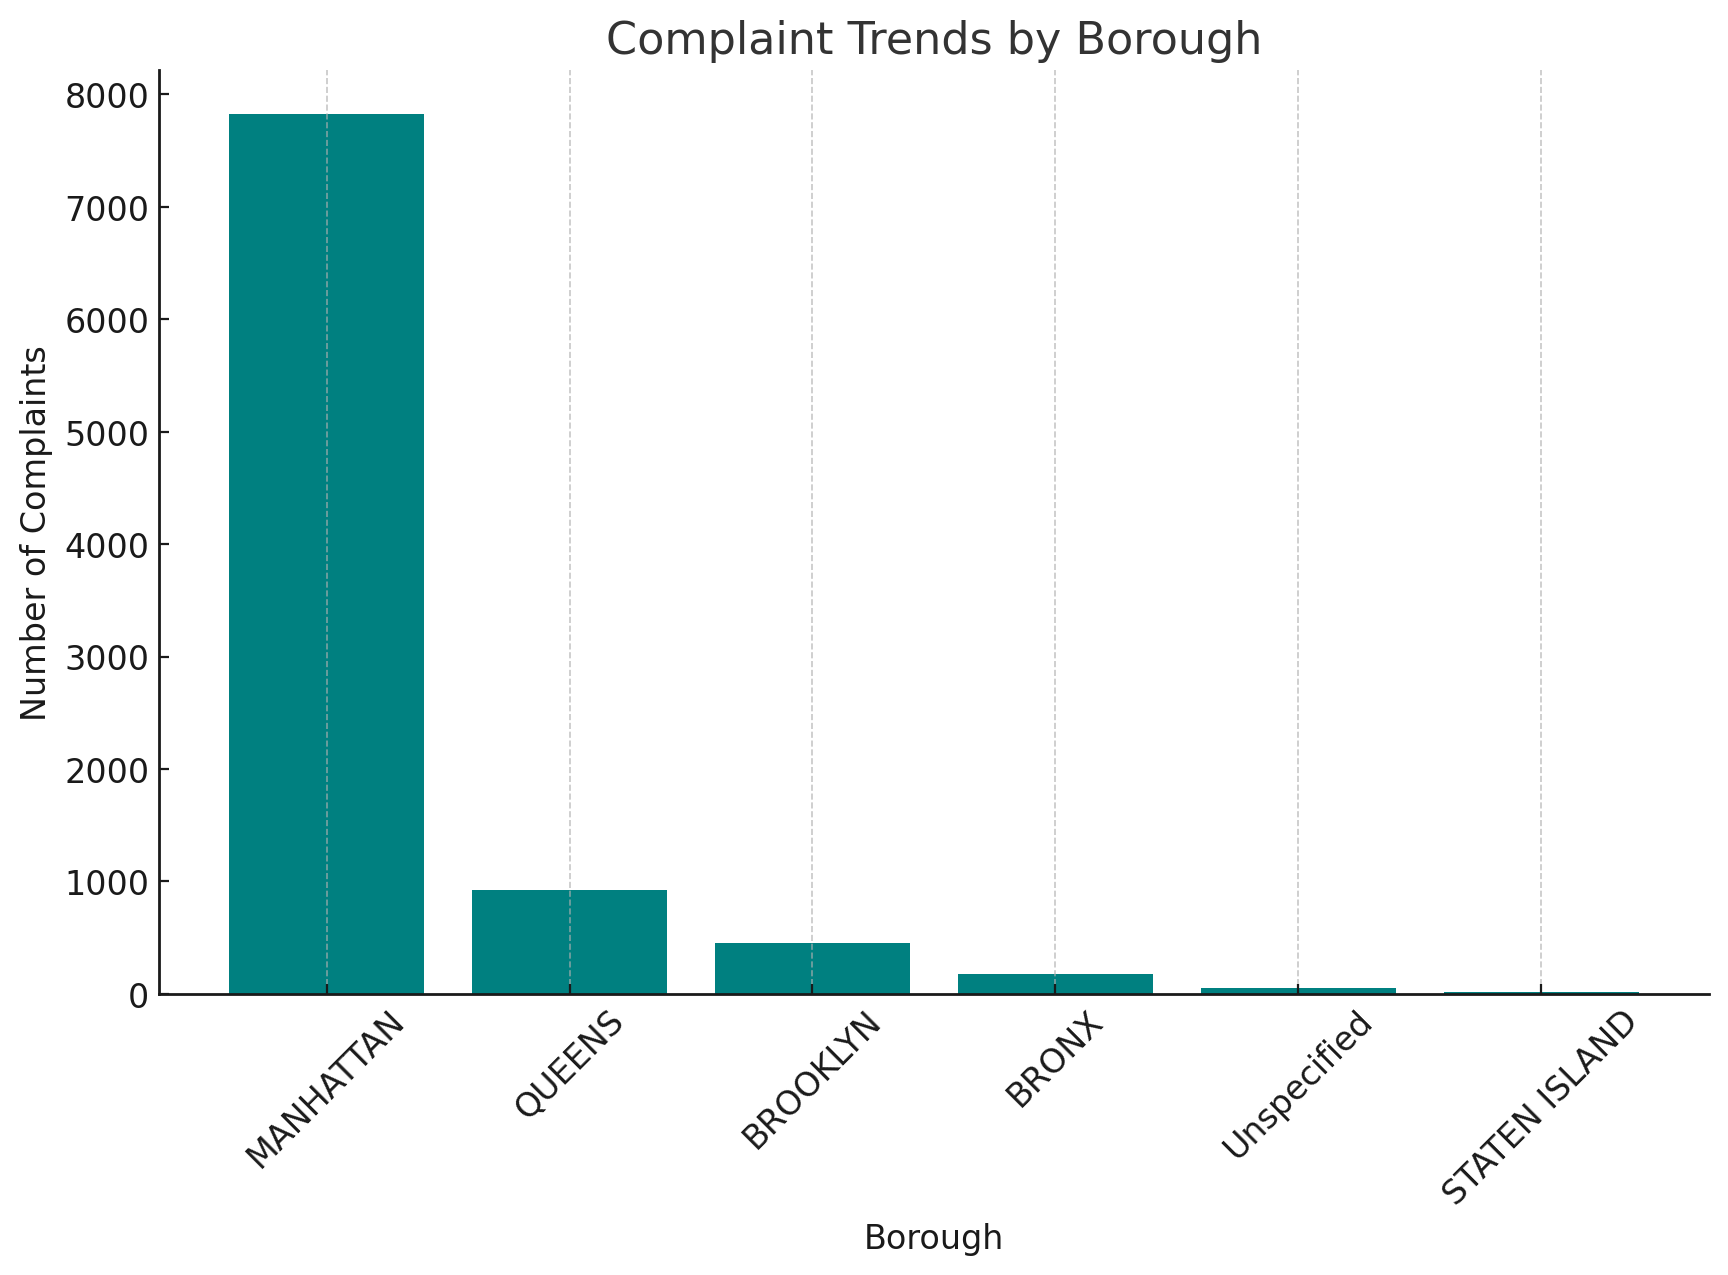 Complaint Trends by Borough
8000
7000
6000
5000
4000
3000
2000
1000
0
Number of Complaints
MANHATTAN
QUEENS
BROOKLYN
BRONX
Unspecified
STATEN ISLAND
Borough